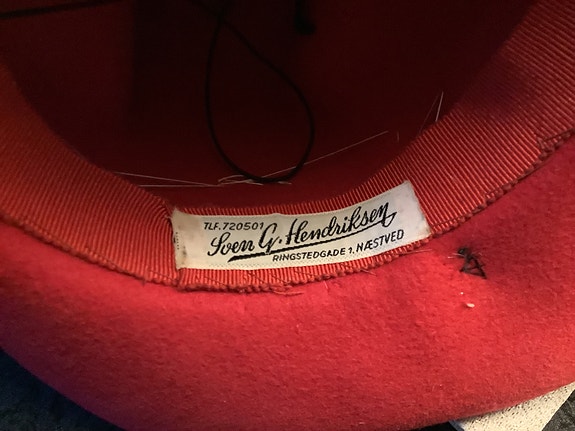 TLF. 720501
Sven G. Hendriksen
RINGSTEDGADE 1. NÆSTVED